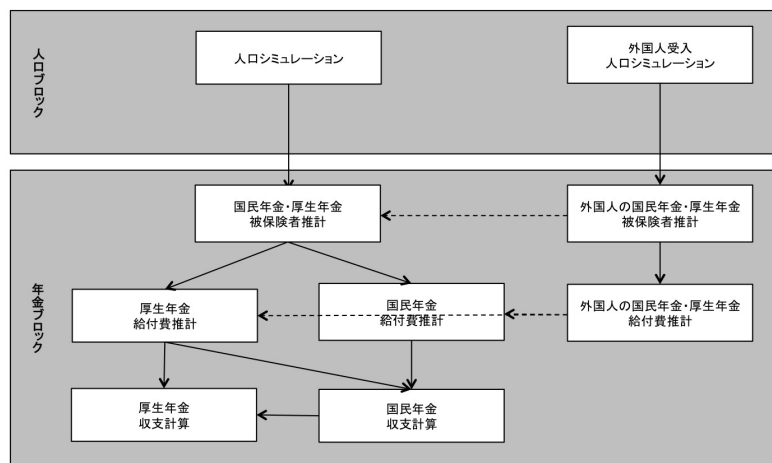 人口ブロック
人口シミュレーション
外国人受入
人口シミュレーション
年金ブロック
国民年金・厚生年金
被保険者推計
外国人の国民年金・厚生年金
被保険者推計
厚生年金
給付費推計
国民年金
給付費推計
外国人の国民年金・厚生年金
給付費推計
厚生年金
収支計算
国民年金
収支計算